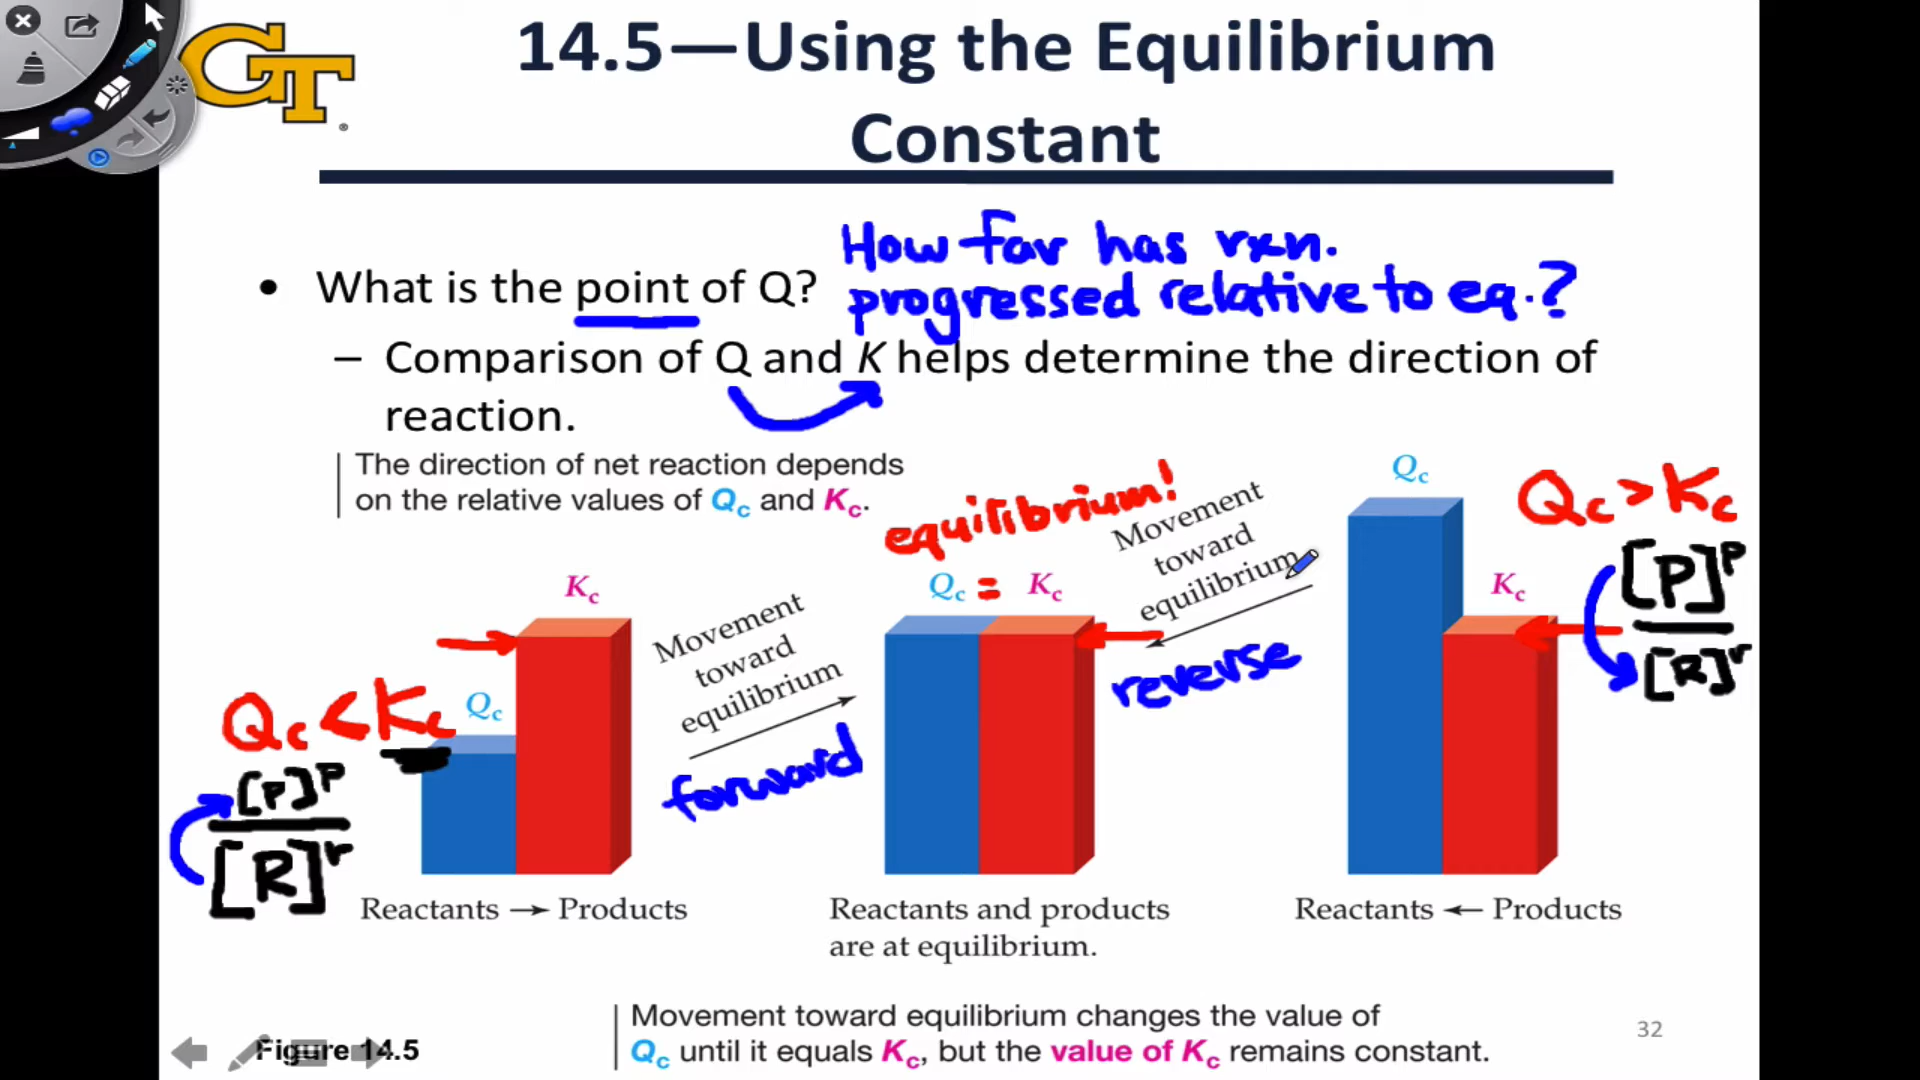 GT
14.5—Using the Equilibrium
Constant
• What is the point of Q?
How far has rxn.
progressed relative to eq.?
– Comparison of Q and K helps determine the direction of
reaction.
The direction of net reaction depends
on the relative values of Qc and Kc.
equilibrium!
Movement
toward
equilibrium
Qc
Qc > Kc
[P]ᵖ
[R]ʳ
Kc
Kc
Qc = Kc
Movement
toward
equilibrium
reverse
Qc < Kc
Qc
[P]ᵖ
[R]ʳ
forward
Reactants → Products
Reactants and products
are at equilibrium.
Reactants ← Products
Movement toward equilibrium changes the value of
Qc until it equals Kc, but the value of Kc remains constant.
Figure 14.5
32